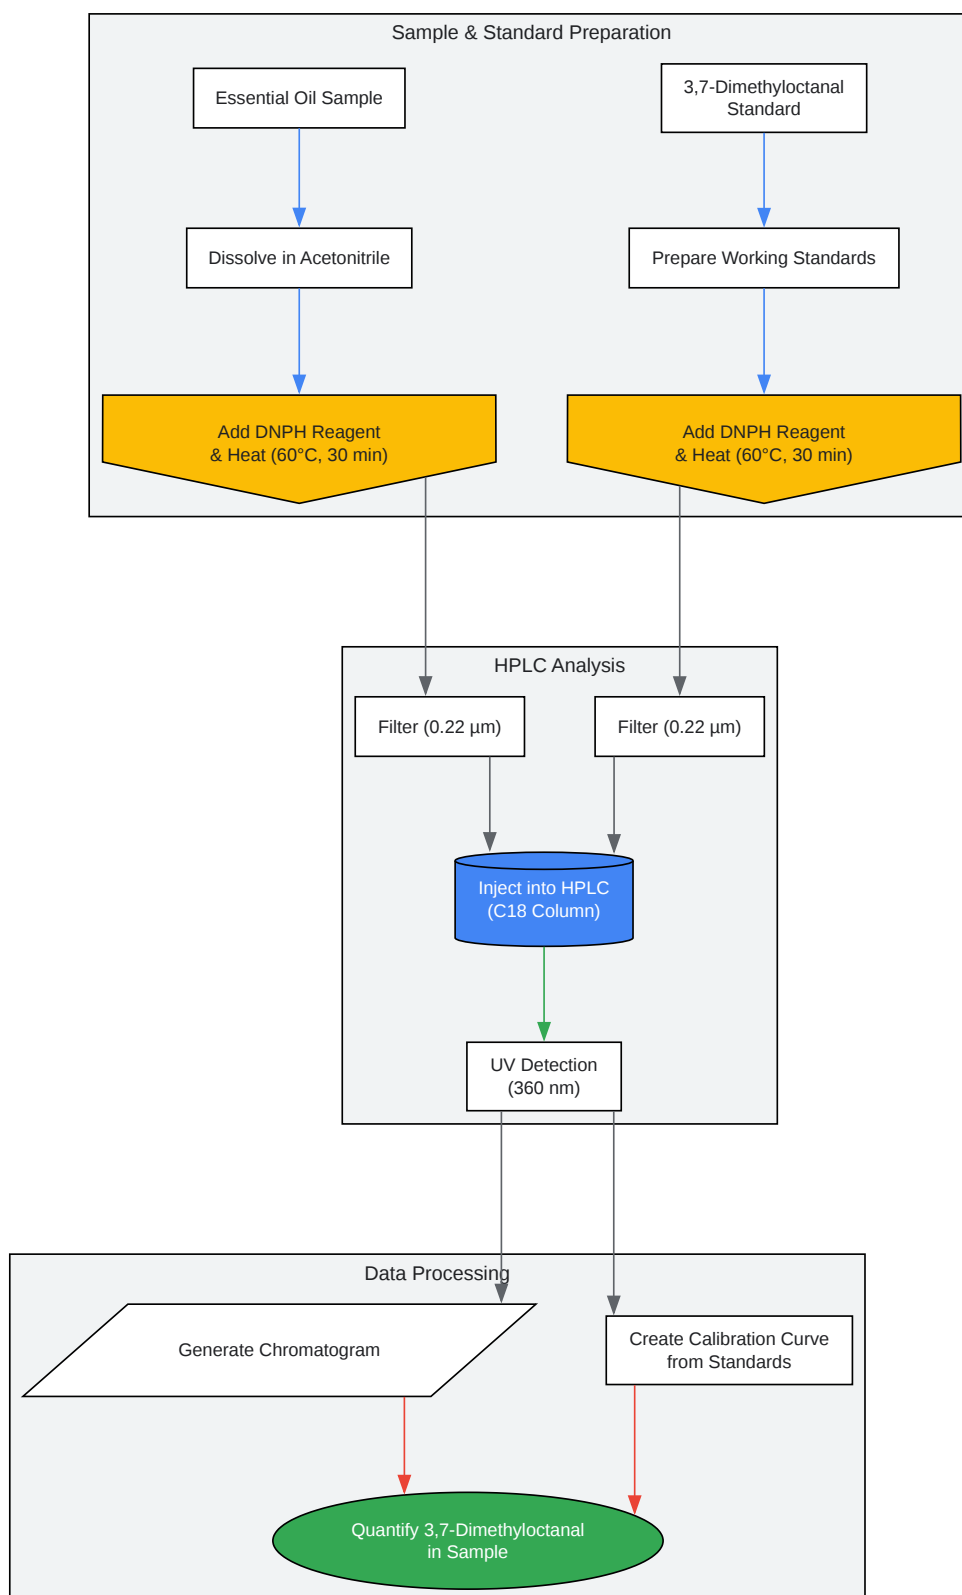 Sample & Standard Preparation
Essential Oil Sample
3,7-Dimethyloctanal
Standard
Dissolve in Acetonitrile
Prepare Working Standards
Add DNPH Reagent
& Heat (60°C, 30 min)
Add DNPH Reagent
& Heat (60°C, 30 min)
HPLC Analysis
Filter (0.22 µm)
Filter (0.22 µm)
Inject into HPLC
(C18 Column)
UV Detection
(360 nm)
Data Processing
Generate Chromatogram
Create Calibration Curve
from Standards
Quantify 3,7-Dimethyloctanal
in Sample